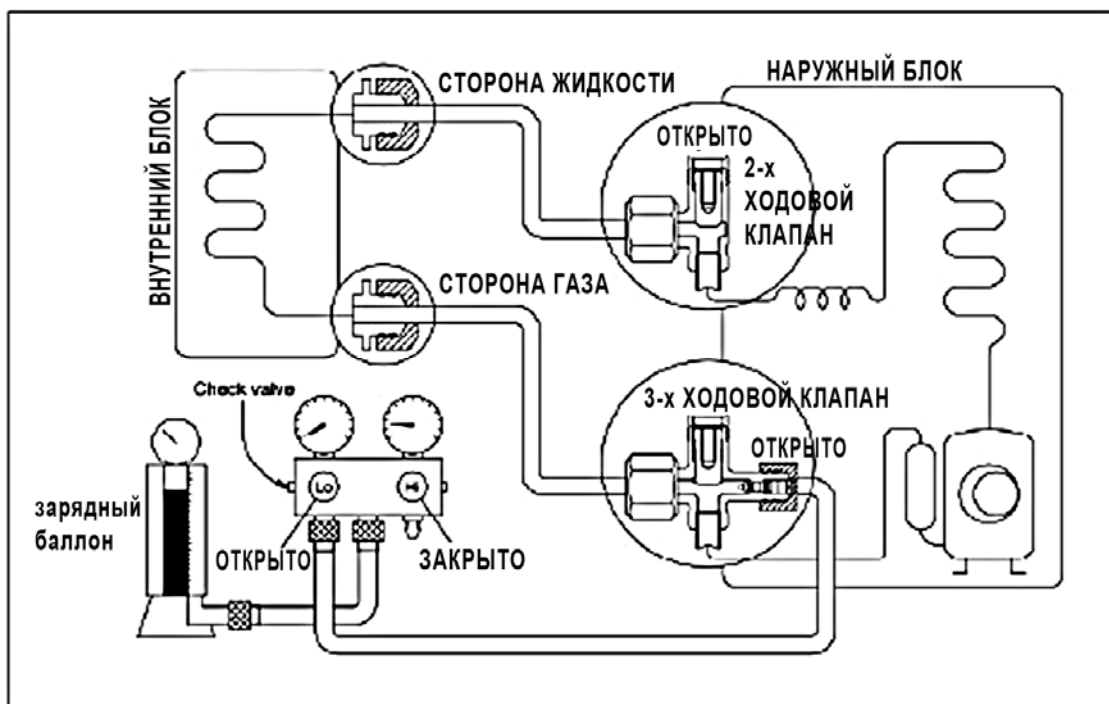 СТОРОНА ЖИДКОСТИ
НАРУЖНЫЙ БЛОК
ВНУТРЕННИЙ БЛОК
ОТКРЫТО
2-х
ХОДОВОЙ
КЛАПАН
СТОРОНА ГАЗА
Check valve
3-х ХОДОВОЙ КЛАПАН
ОТКРЫТО
Lo
Hi
зарядный
баллон
ОТКРЫТО
ЗАКРЫТО